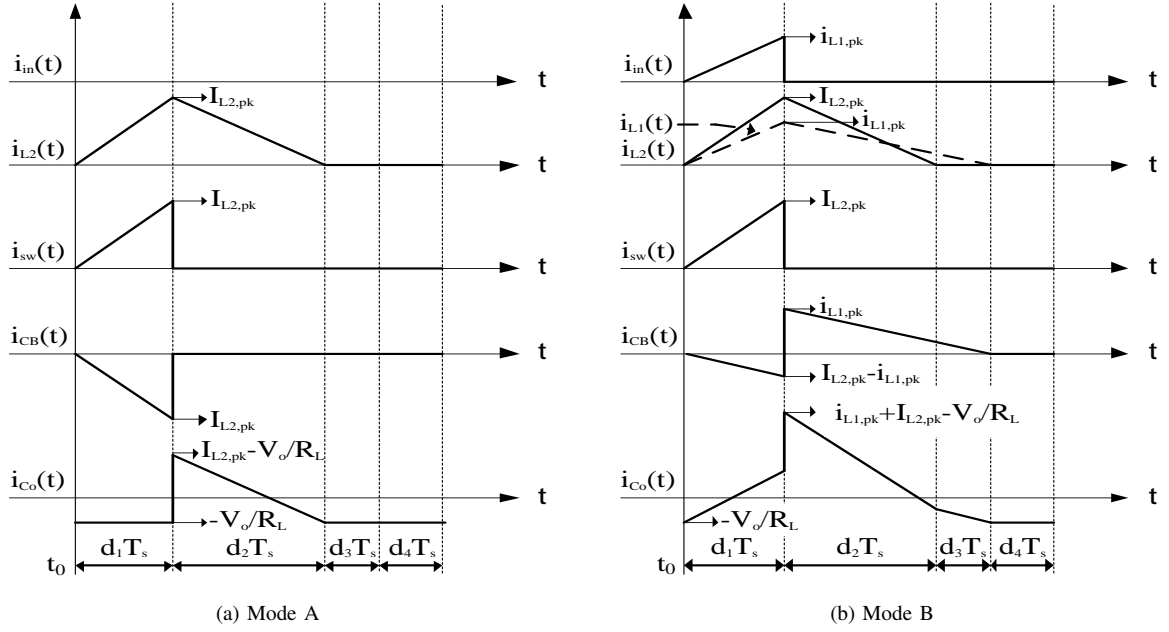 i_in(t)
t
I_L2,pk
i_L2(t)
t
I_L2,pk
i_sw(t)
t
i_CB(t)
t
I_L2,pk
I_L2,pk-V_o/R_L
i_Co(t)
t
-V_o/R_L
d_1T_s
d_2T_s
d_3T_s
d_4T_s
t_0
(a) Mode A
i_L1,pk
i_in(t)
t
I_L2,pk
i_L1(t)
i_L1,pk
i_L2(t)
t
I_L2,pk
i_sw(t)
t
i_L1,pk
i_CB(t)
t
I_L2,pk-i_L1,pk
i_L1,pk+I_L2,pk-V_o/R_L
i_Co(t)
t
-V_o/R_L
d_1T_s
d_2T_s
d_3T_s
d_4T_s
t_0
(b) Mode B